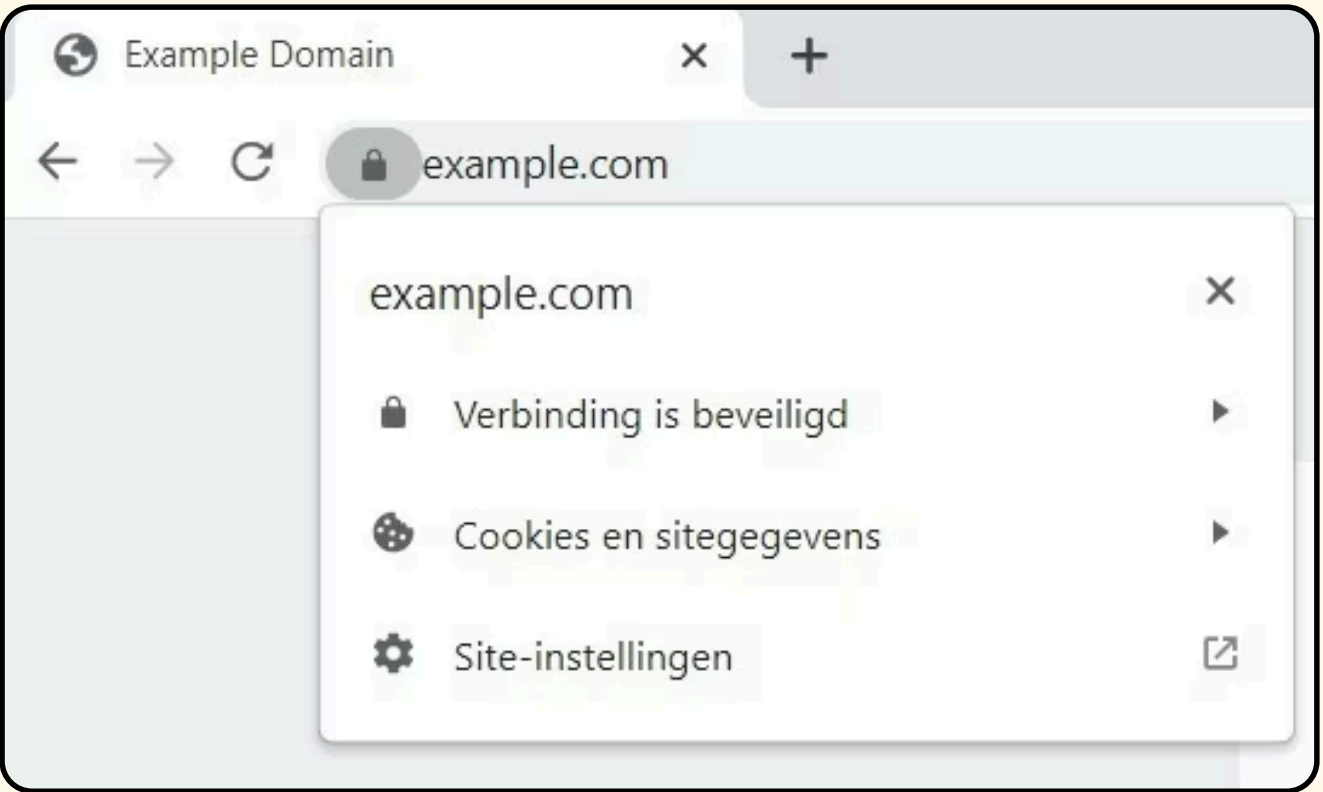 Example Domain
example.com
example.com
Verbinding is beveiligd
Cookies en sitegegevens
Site-instellingen